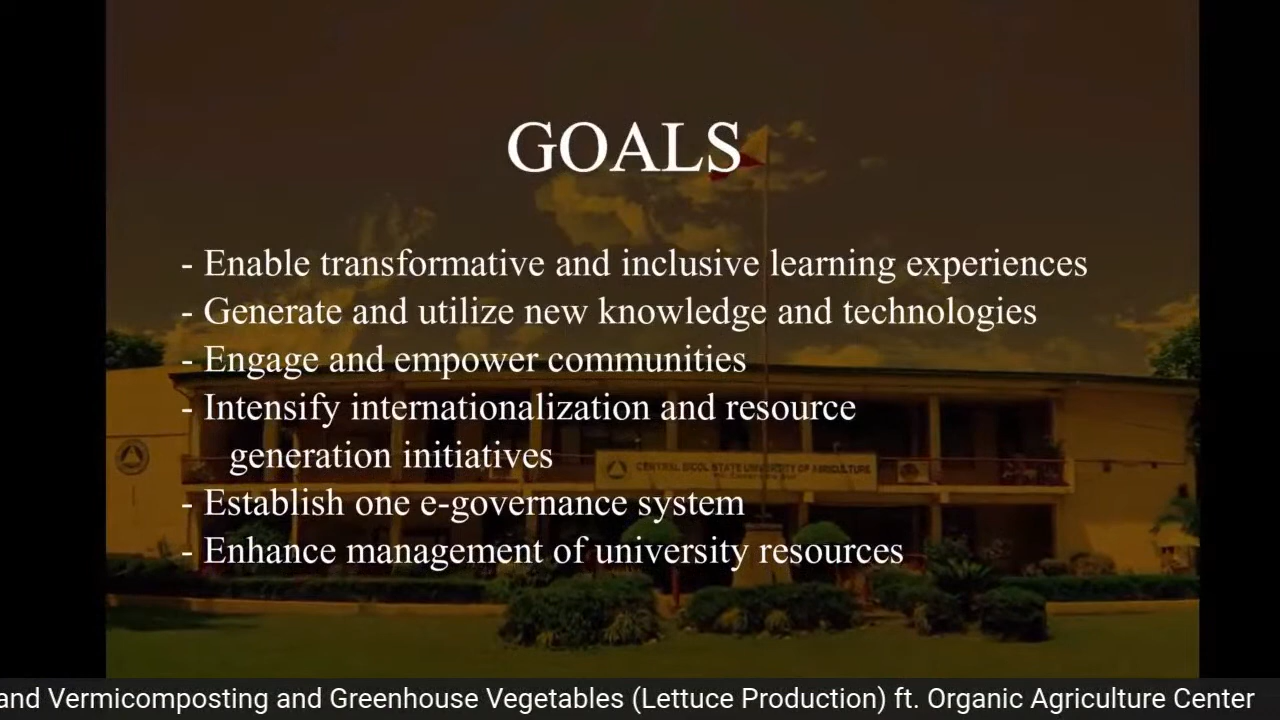 GOALS
- Enable transformative and inclusive learning experiences
- Generate and utilize new knowledge and technologies
- Engage and empower communities
- Intensify internationalization and resource
generation initiatives
CENTRAL BICOL STATE UNIVERSITY OF AGRICULTURE
- Establish one e-governance system
- Enhance management of university resources
and Vermicomposting and Greenhouse Vegetables (Lettuce Production) ft. Organic Agriculture Center